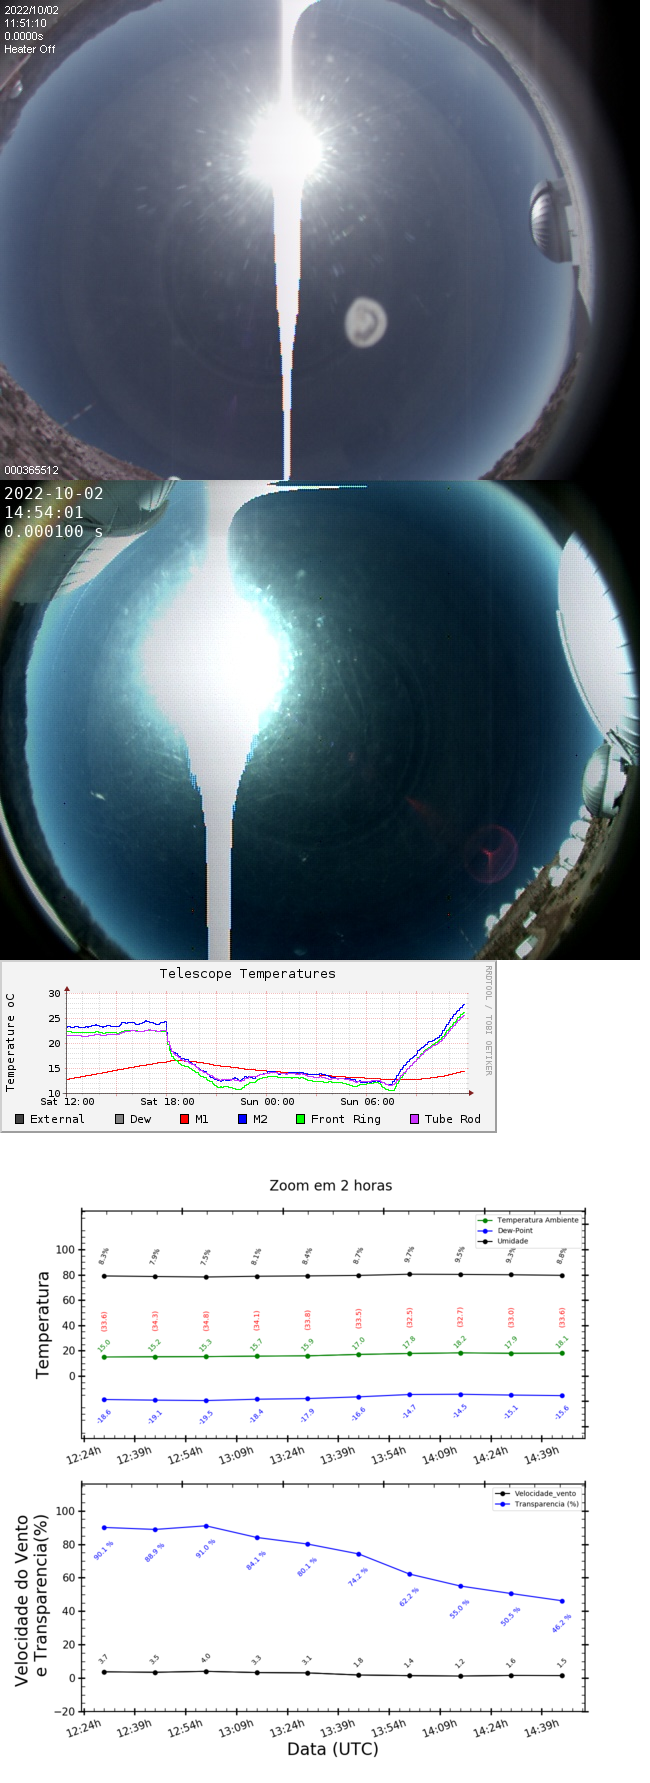 2022/10/02
11:51:10
0.0000s
Heater Off
000365512
2022-10-02
14:54:01
0.000100 s
Telescope Temperatures
RRDTOOL / TOBI OETIKER
Temperature oC
30
25
20
15
10
Sat 12:00 Sat 18:00 Sun 00:00 Sun 06:00
External Dew M1 M2 Front Ring Tube Rod
Zoom em 2 horas
Temperatura Ambiente
Dew-Point
Umidade
Temperatura
100
80
60
40
20
0
8.3% 7.9% 7.5% 8.1% 8.4% 8.7% 9.7% 9.5% 9.3% 8.8%
(33.6) (34.3) (34.8) (34.1) (33.8) (33.5) (32.5) (32.7) (33.0) (33.6)
15.0 15.2 15.3 15.7 15.9 17.0 17.8 18.2 17.9 18.1
-18.6 -19.1 -19.5 -18.4 -17.9 -16.6 -14.7 -14.5 -15.1 -15.6
12:24h 12:39h 12:54h 13:09h 13:24h 13:39h 13:54h 14:09h 14:24h 14:39h
Velocidade_vento
Transparencia (%)
Velocidade do Vento
e Transparencia(%)
100
80
60
40
20
0
−20
90.1 % 88.9 % 91.0 % 84.1 % 80.1 % 74.2 % 62.2 % 55.0 % 50.5 % 46.2 %
3.7 3.5 4.0 3.3 3.1 1.8 1.4 1.2 1.6 1.5
12:24h 12:39h 12:54h 13:09h 13:24h 13:39h 13:54h 14:09h 14:24h 14:39h
Data (UTC)